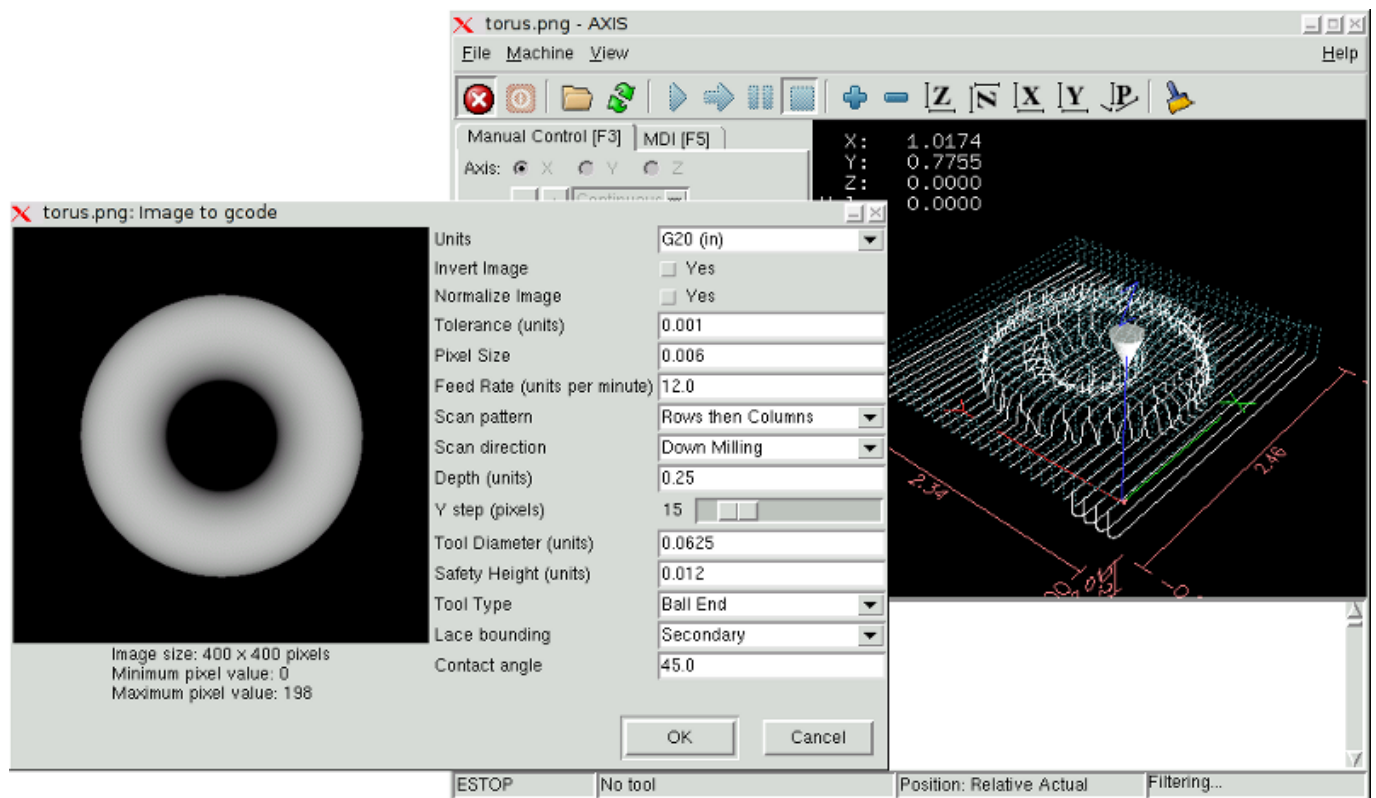 torus.png - AXIS
File Machine View Help
Z N X Y P
Manual Control [F3] MDI [F5]
Axis: X Y Z
Continuous
X: 1.0174
Y: 0.7755
Z: 0.0000
0.0000
torus.png: Image to gcode
Units G20 (in)
Invert Image Yes
Normalize Image Yes
Tolerance (units) 0.001
Pixel Size 0.006
Feed Rate (units per minute) 12.0
Scan pattern Rows then Columns
Scan direction Down Milling
Depth (units) 0.25
Y step (pixels) 15
Tool Diameter (units) 0.0625
Safety Height (units) 0.012
Tool Type Ball End
Lace bounding Secondary
Contact angle 45.0
Image size: 400 x 400 pixels
Minimum pixel value: 0
Maximum pixel value: 198
OK Cancel
X
2.34
2.46
ESTOP No tool Position: Relative Actual Filtering...